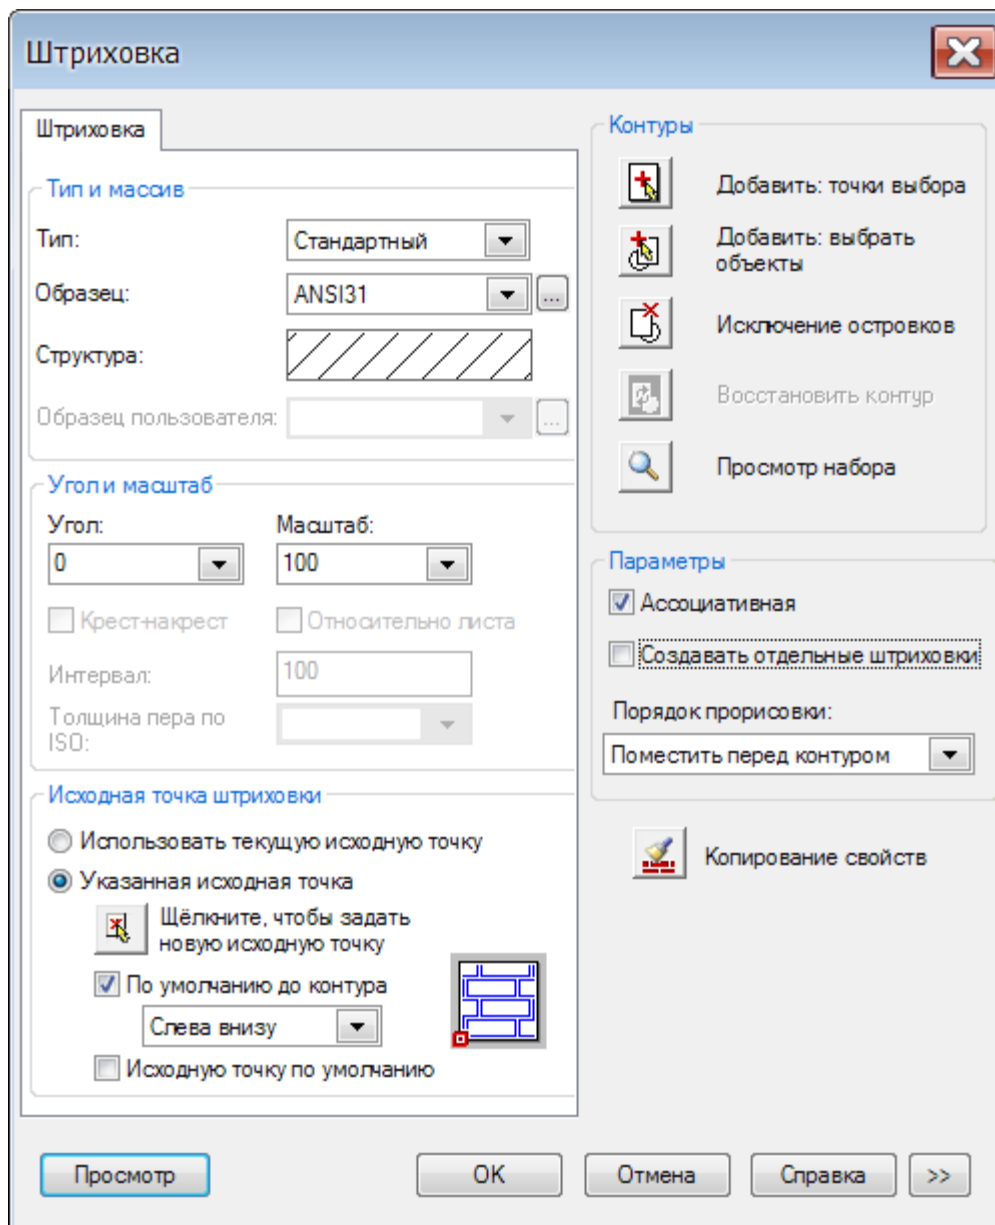 Штриховка
Штриховка
Тип и массив
Тип:
Стандартный
Образец:
ANSI31
...
Структура:
Образец пользователя:
...
Угол и масштаб
Угол:
Масштаб:
0
100
Крест-накрест
Относительно листа
Интервал:
100
Толщина пера по
ISO:
Исходная точка штриховки
Использовать текущую исходную точку
Указанная исходная точка
Щёлкните, чтобы задать
новую исходную точку
По умолчанию до контура
Слева внизу
Исходную точку по умолчанию
Контуры
Добавить: точки выбора
Добавить: выбрать
объекты
Исключение островков
Восстановить контур
Просмотр набора
Параметры
Ассоциативная
Создавать отдельные штриховки
Порядок прорисовки:
Поместить перед контуром
Копирование свойств
Просмотр
OK
Отмена
Справка
>>